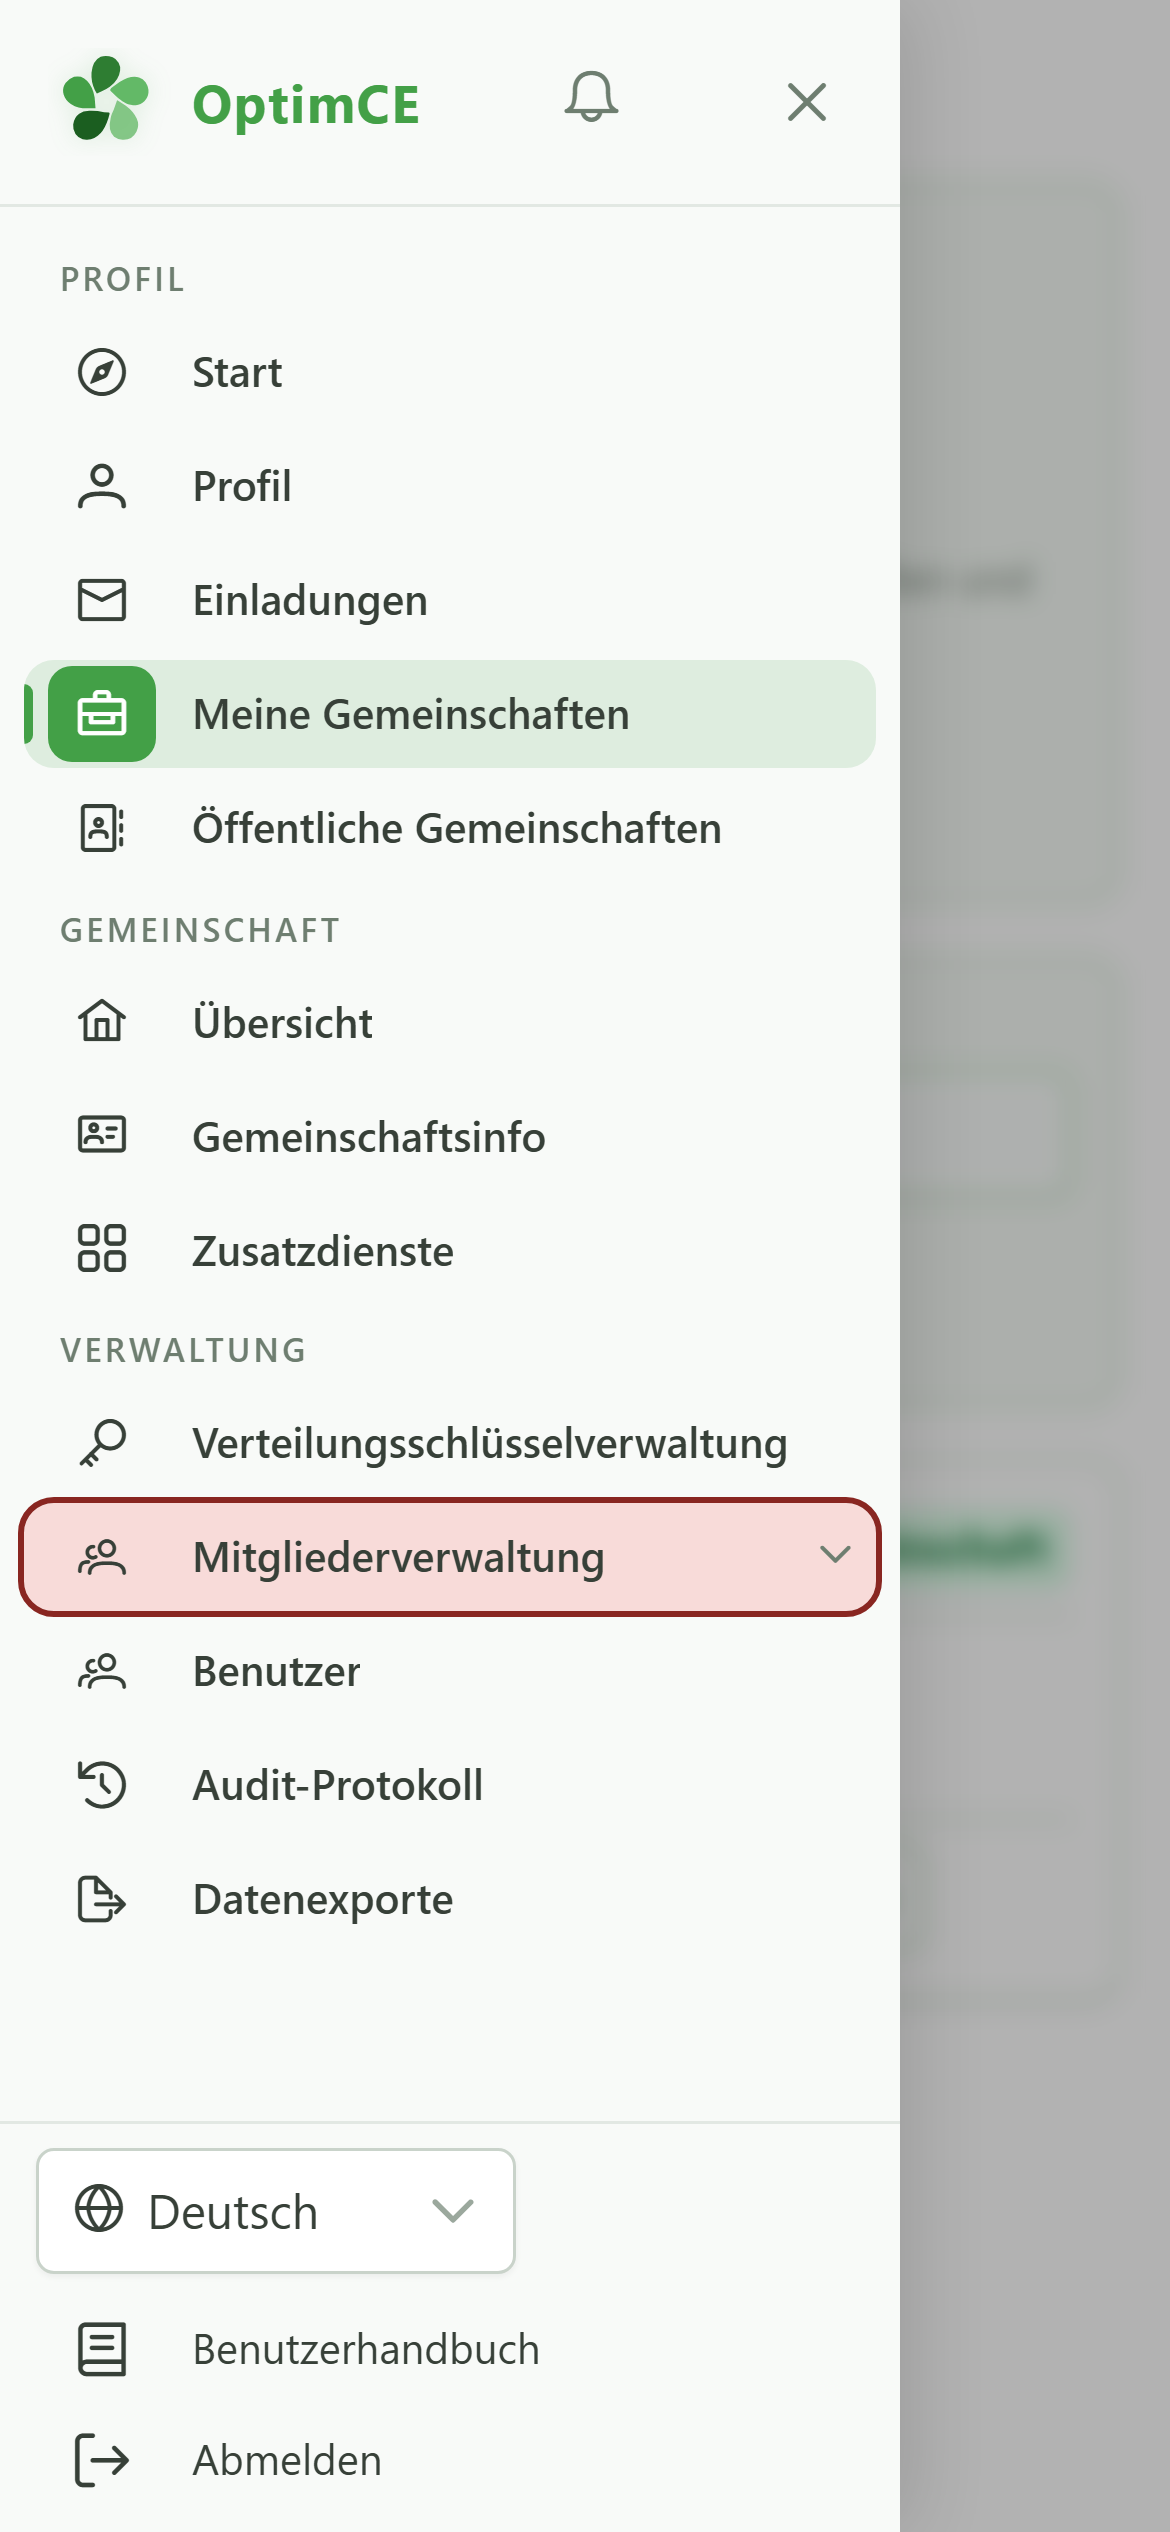 OptimCE
PROFIL
Start
Profil
Einladungen
Meine Gemeinschaften
Öffentliche Gemeinschaften
GEMEINSCHAFT
Übersicht
Gemeinschaftsinfo
Zusatzdienste
VERWALTUNG
Verteilungsschlüsselverwaltung
Mitgliederverwaltung
Benutzer
Audit-Protokoll
Datenexporte
Deutsch
Benutzerhandbuch
Abmelden